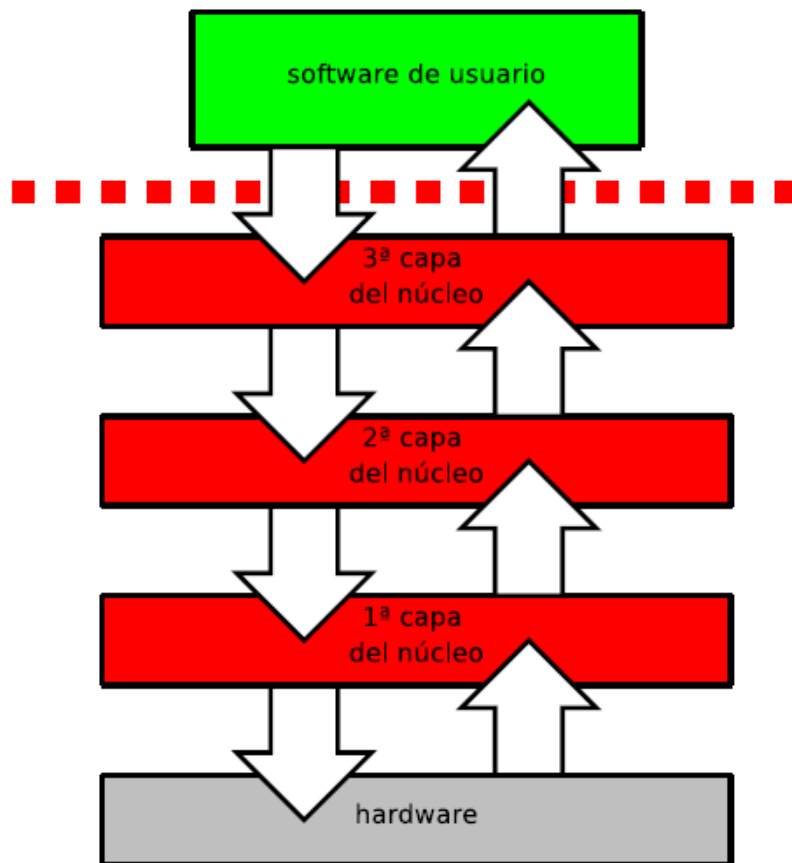 software de usuario
3ª capa
del núcleo
2ª capa
del núcleo
1ª capa
del núcleo
hardware